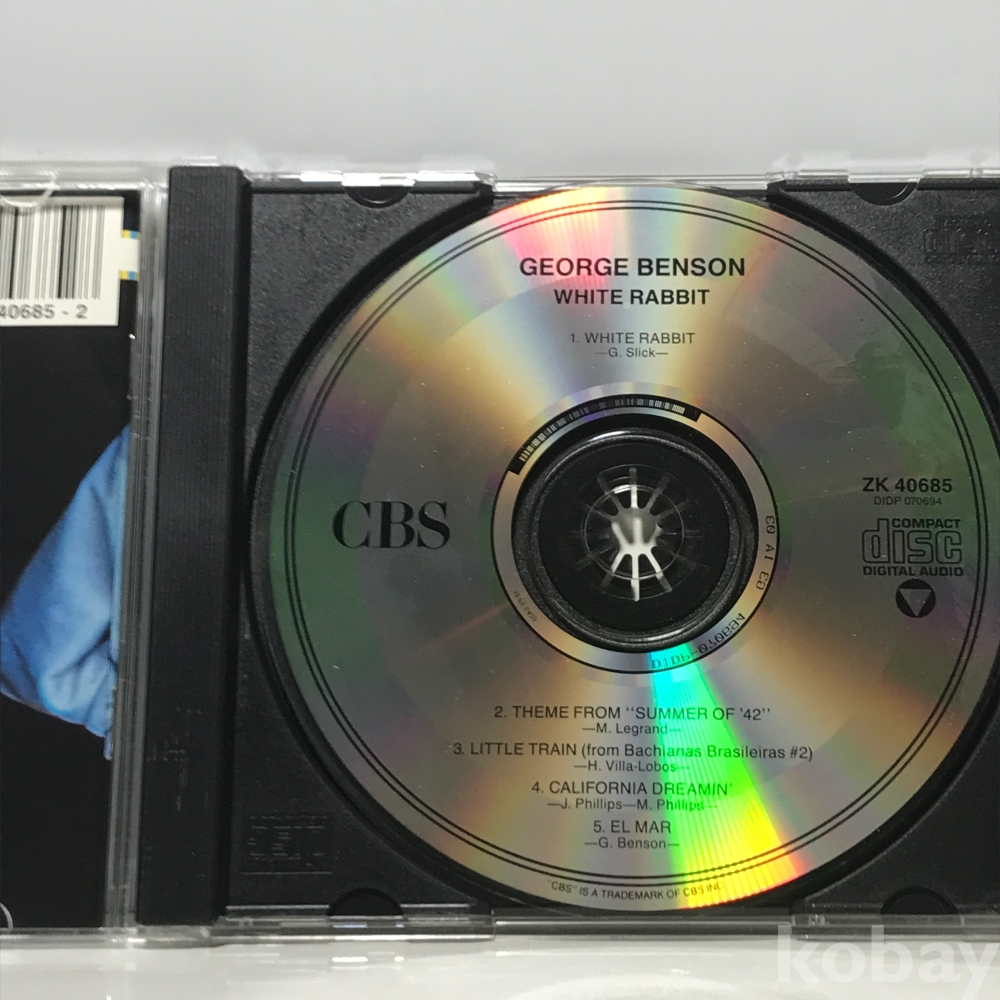 40685 - 2
GEORGE BENSON
WHITE RABBIT
1. WHITE RABBIT
—G. Slick—
CBS
ZK 40685
DIDP 070694
COMPACT
disc
DIGITAL AUDIO
2. THEME FROM "SUMMER OF '42"
—M. Legrand—
3. LITTLE TRAIN (from Bachianas Brasileiras #2)
—H. Villa-Lobos—
4. CALIFORNIA DREAMIN'
—J. Phillips—M. Phillips—
5. EL MAR
—G. Benson—
"CBS" IS A TRADEMARK OF CBS INC.
kobay